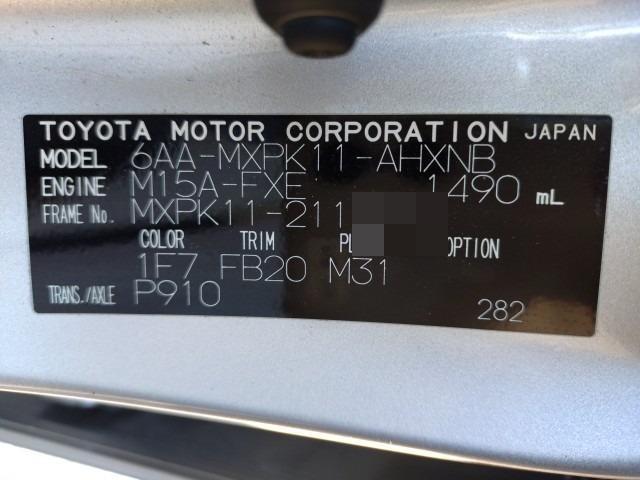 TOYOTA MOTOR CORPORATION JAPAN
MODEL 6AA-MXPK11-AHXNB
ENGINE M15A-FXE 1490 mL
FRAME No. MXPK11-211
COLOR TRIM OPTION
1F7 FB20 M31
TRANS./AXLE P910
282